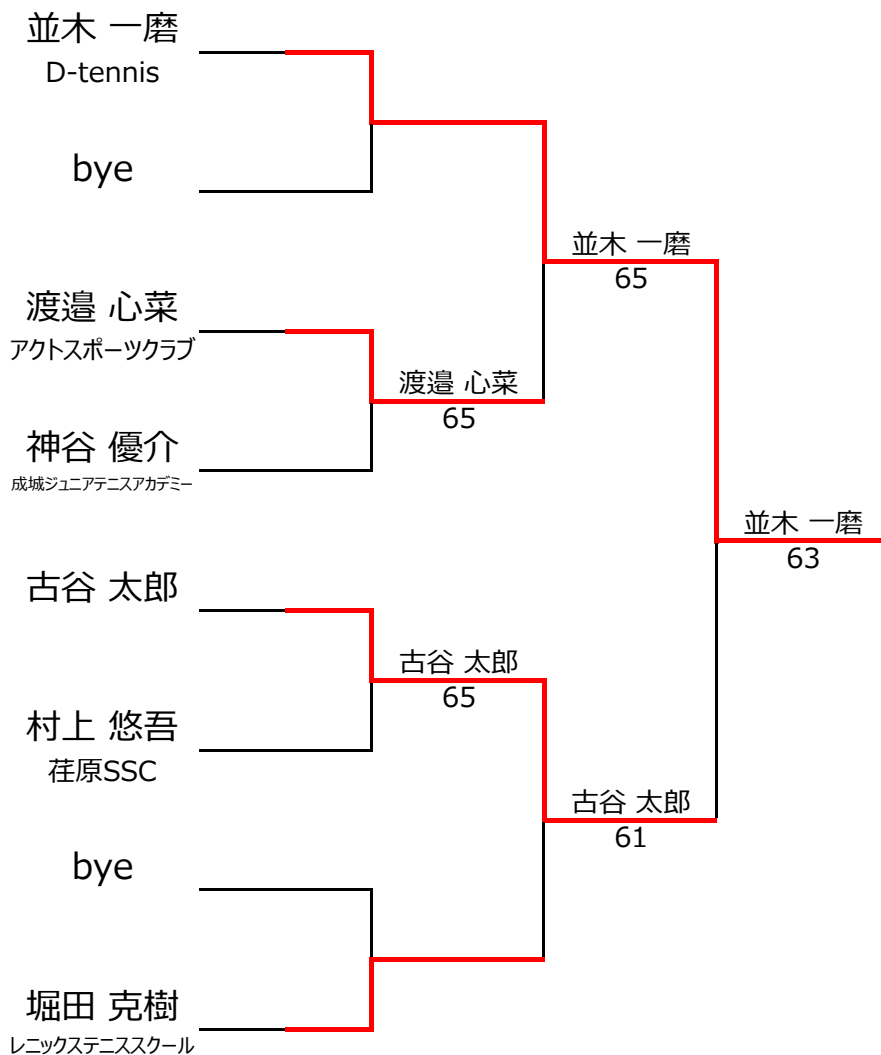 並木 一磨
D-tennis
bye
渡邉 心菜
アクトスポーツクラブ
神谷 優介
成城ジュニアテニスアカデミー
古谷 太郎
村上 悠吾
荏原SSC
bye
堀田 克樹
レニックステニススクール
渡邉 心菜
65
古谷 太郎
65
並木 一磨
65
古谷 太郎
61
並木 一磨
63